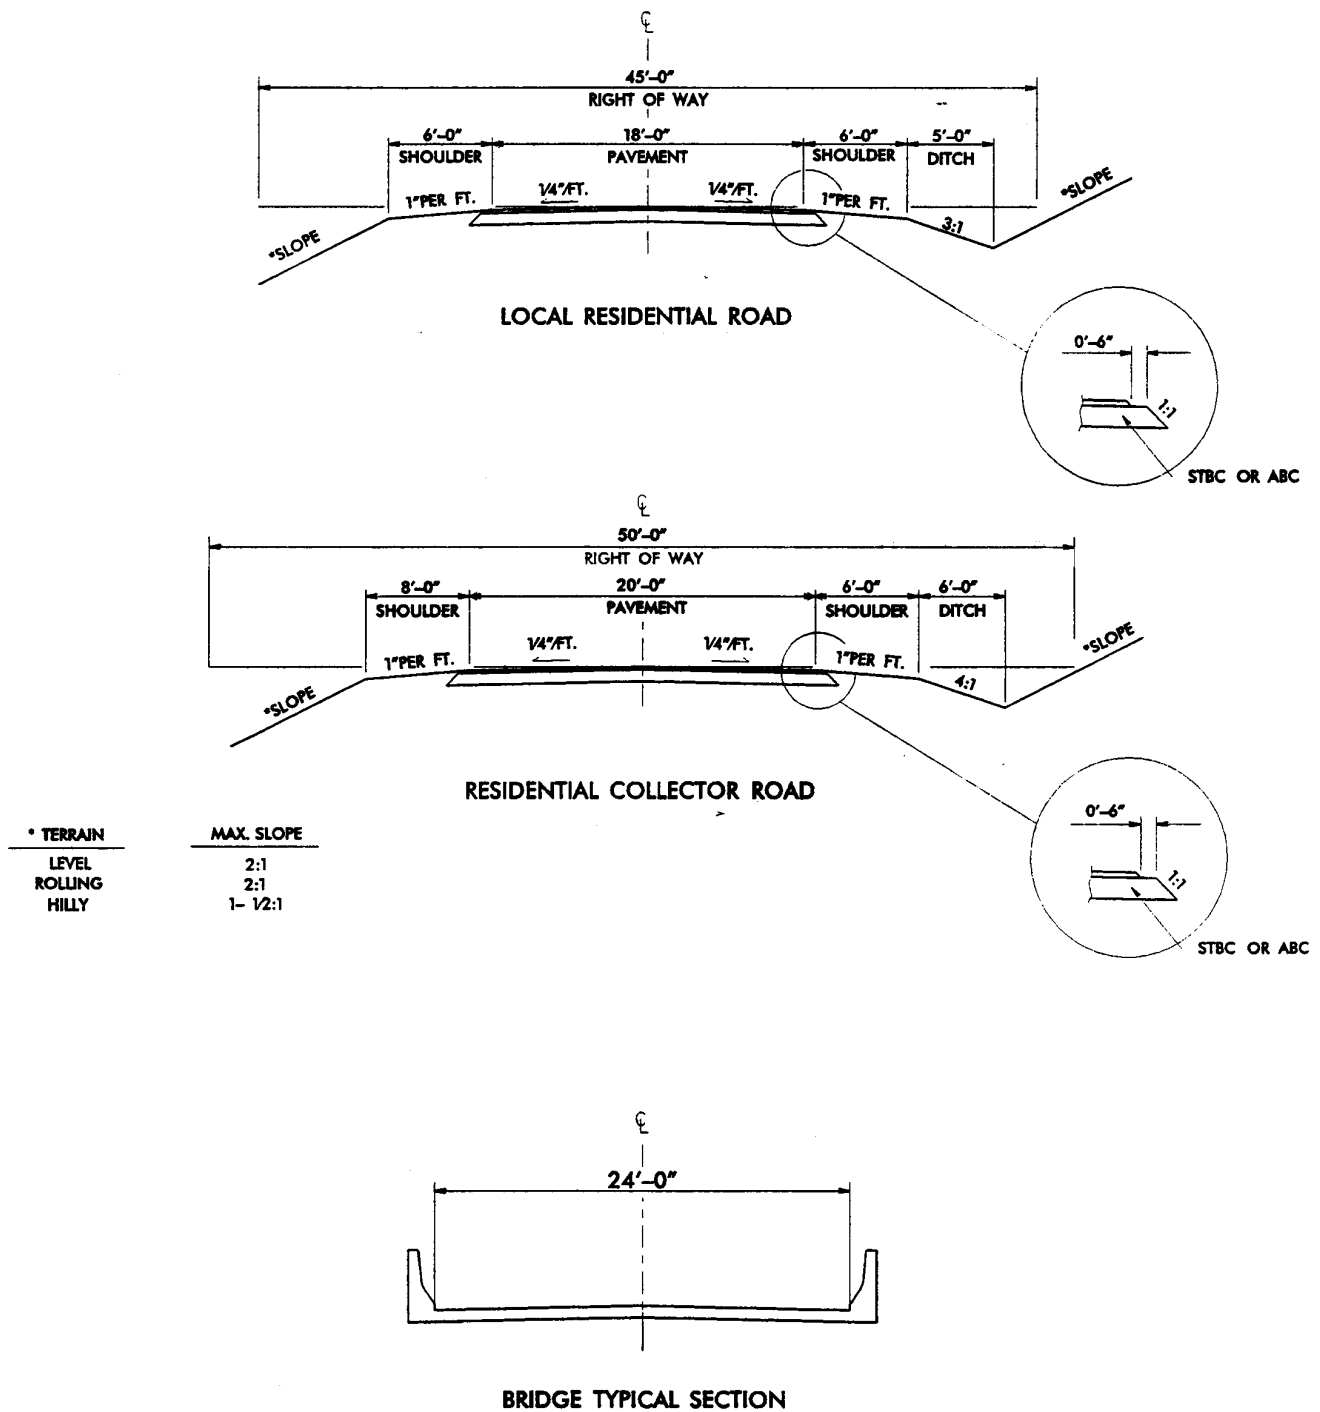 ℄
45'–0"
RIGHT OF WAY
6'–0" 18'–0" 6'–0" 5'–0"
SHOULDER PAVEMENT SHOULDER DITCH
*SLOPE 1"PER FT. 1/4"/FT. 1/4"/FT. 1"PER FT. 3:1 *SLOPE
LOCAL RESIDENTIAL ROAD
0'–6"
1:1
STBC OR ABC
℄
50'–0"
RIGHT OF WAY
8'–0" 20'–0" 6'–0" 6'–0"
SHOULDER PAVEMENT SHOULDER DITCH
*SLOPE 1"PER FT. 1/4"/FT. 1/4"/FT. 1"PER FT. 4:1 *SLOPE
RESIDENTIAL COLLECTOR ROAD
0'–6"
1:1
STBC OR ABC
* TERRAIN MAX. SLOPE
LEVEL 2:1
ROLLING 2:1
HILLY 1– 1/2:1
℄
24'–0"
BRIDGE TYPICAL SECTION